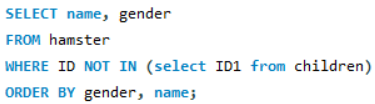 SELECT name, gender
FROM hamster
WHERE ID NOT IN (select ID1 from children)
ORDER BY gender, name;